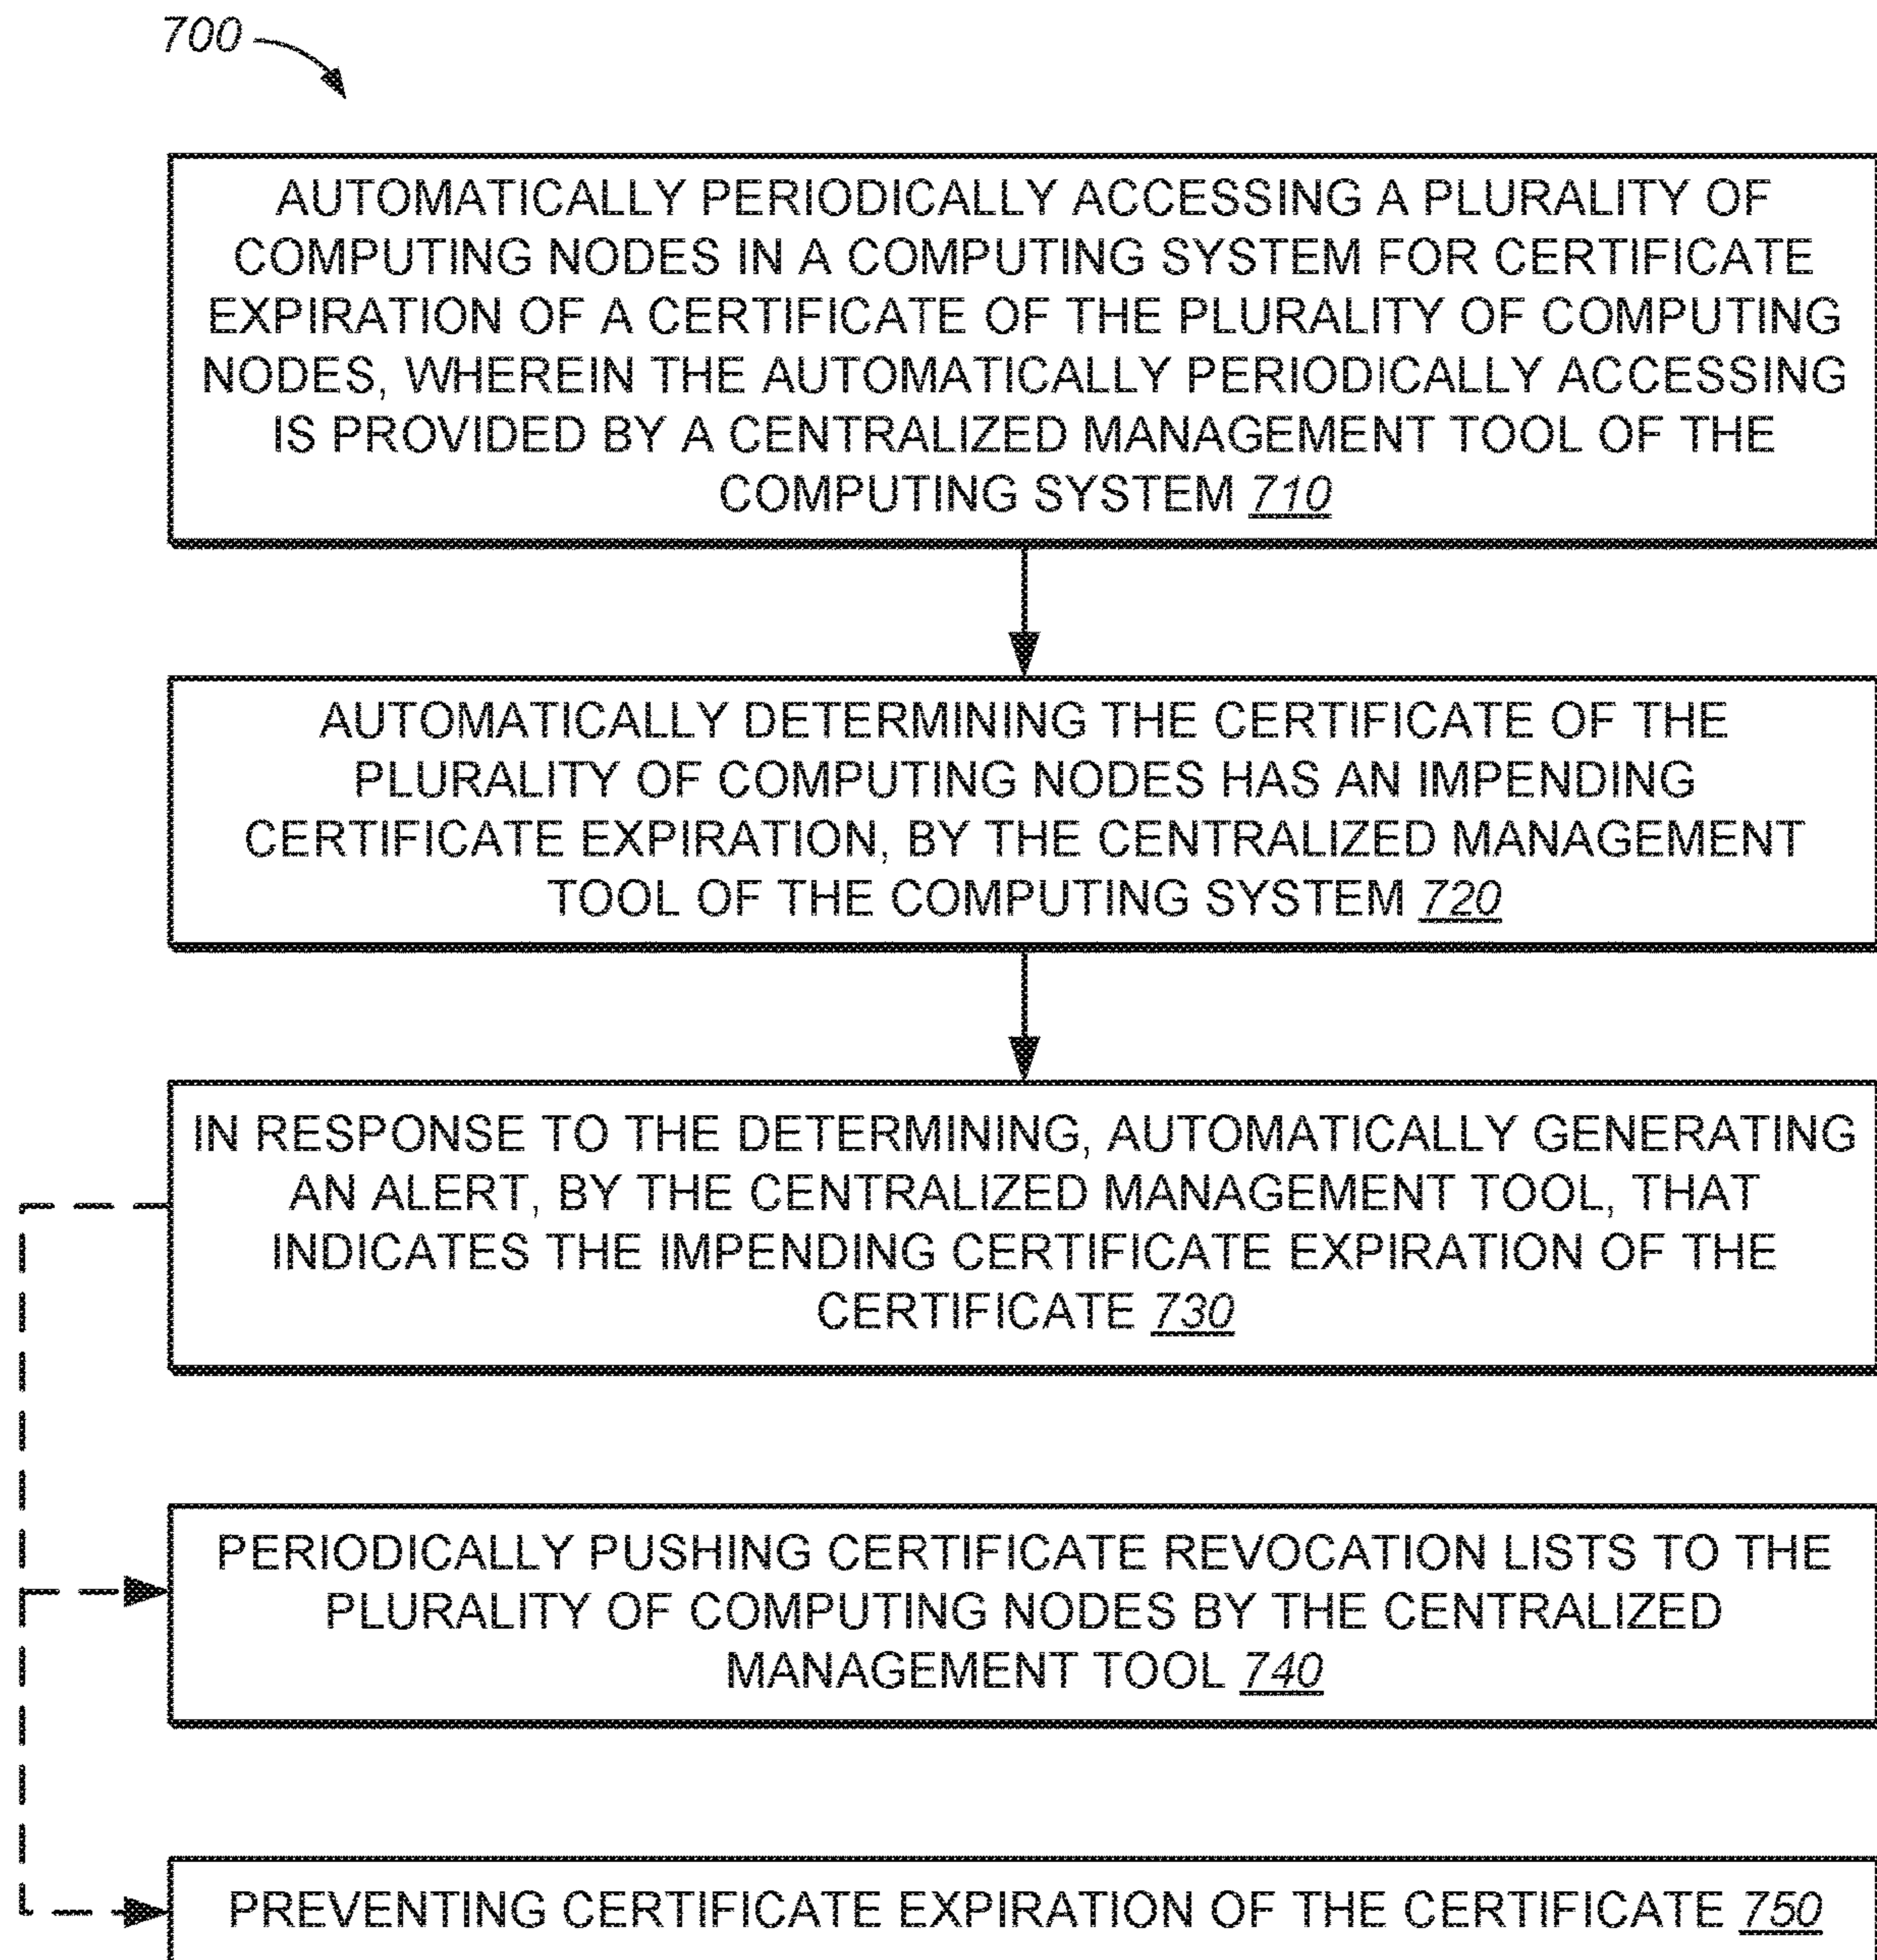 700
AUTOMATICALLY PERIODICALLY ACCESSING A PLURALITY OF
COMPUTING NODES IN A COMPUTING SYSTEM FOR CERTIFICATE
EXPIRATION OF A CERTIFICATE OF THE PLURALITY OF COMPUTING
NODES, WHEREIN THE AUTOMATICALLY PERIODICALLY ACCESSING
IS PROVIDED BY A CENTRALIZED MANAGEMENT TOOL OF THE
COMPUTING SYSTEM 710
AUTOMATICALLY DETERMINING THE CERTIFICATE OF THE
PLURALITY OF COMPUTING NODES HAS AN IMPENDING
CERTIFICATE EXPIRATION, BY THE CENTRALIZED MANAGEMENT
TOOL OF THE COMPUTING SYSTEM 720
IN RESPONSE TO THE DETERMINING, AUTOMATICALLY GENERATING
AN ALERT, BY THE CENTRALIZED MANAGEMENT TOOL, THAT
INDICATES THE IMPENDING CERTIFICATE EXPIRATION OF THE
CERTIFICATE 730
PERIODICALLY PUSHING CERTIFICATE REVOCATION LISTS TO THE
PLURALITY OF COMPUTING NODES BY THE CENTRALIZED
MANAGEMENT TOOL 740
PREVENTING CERTIFICATE EXPIRATION OF THE CERTIFICATE 750